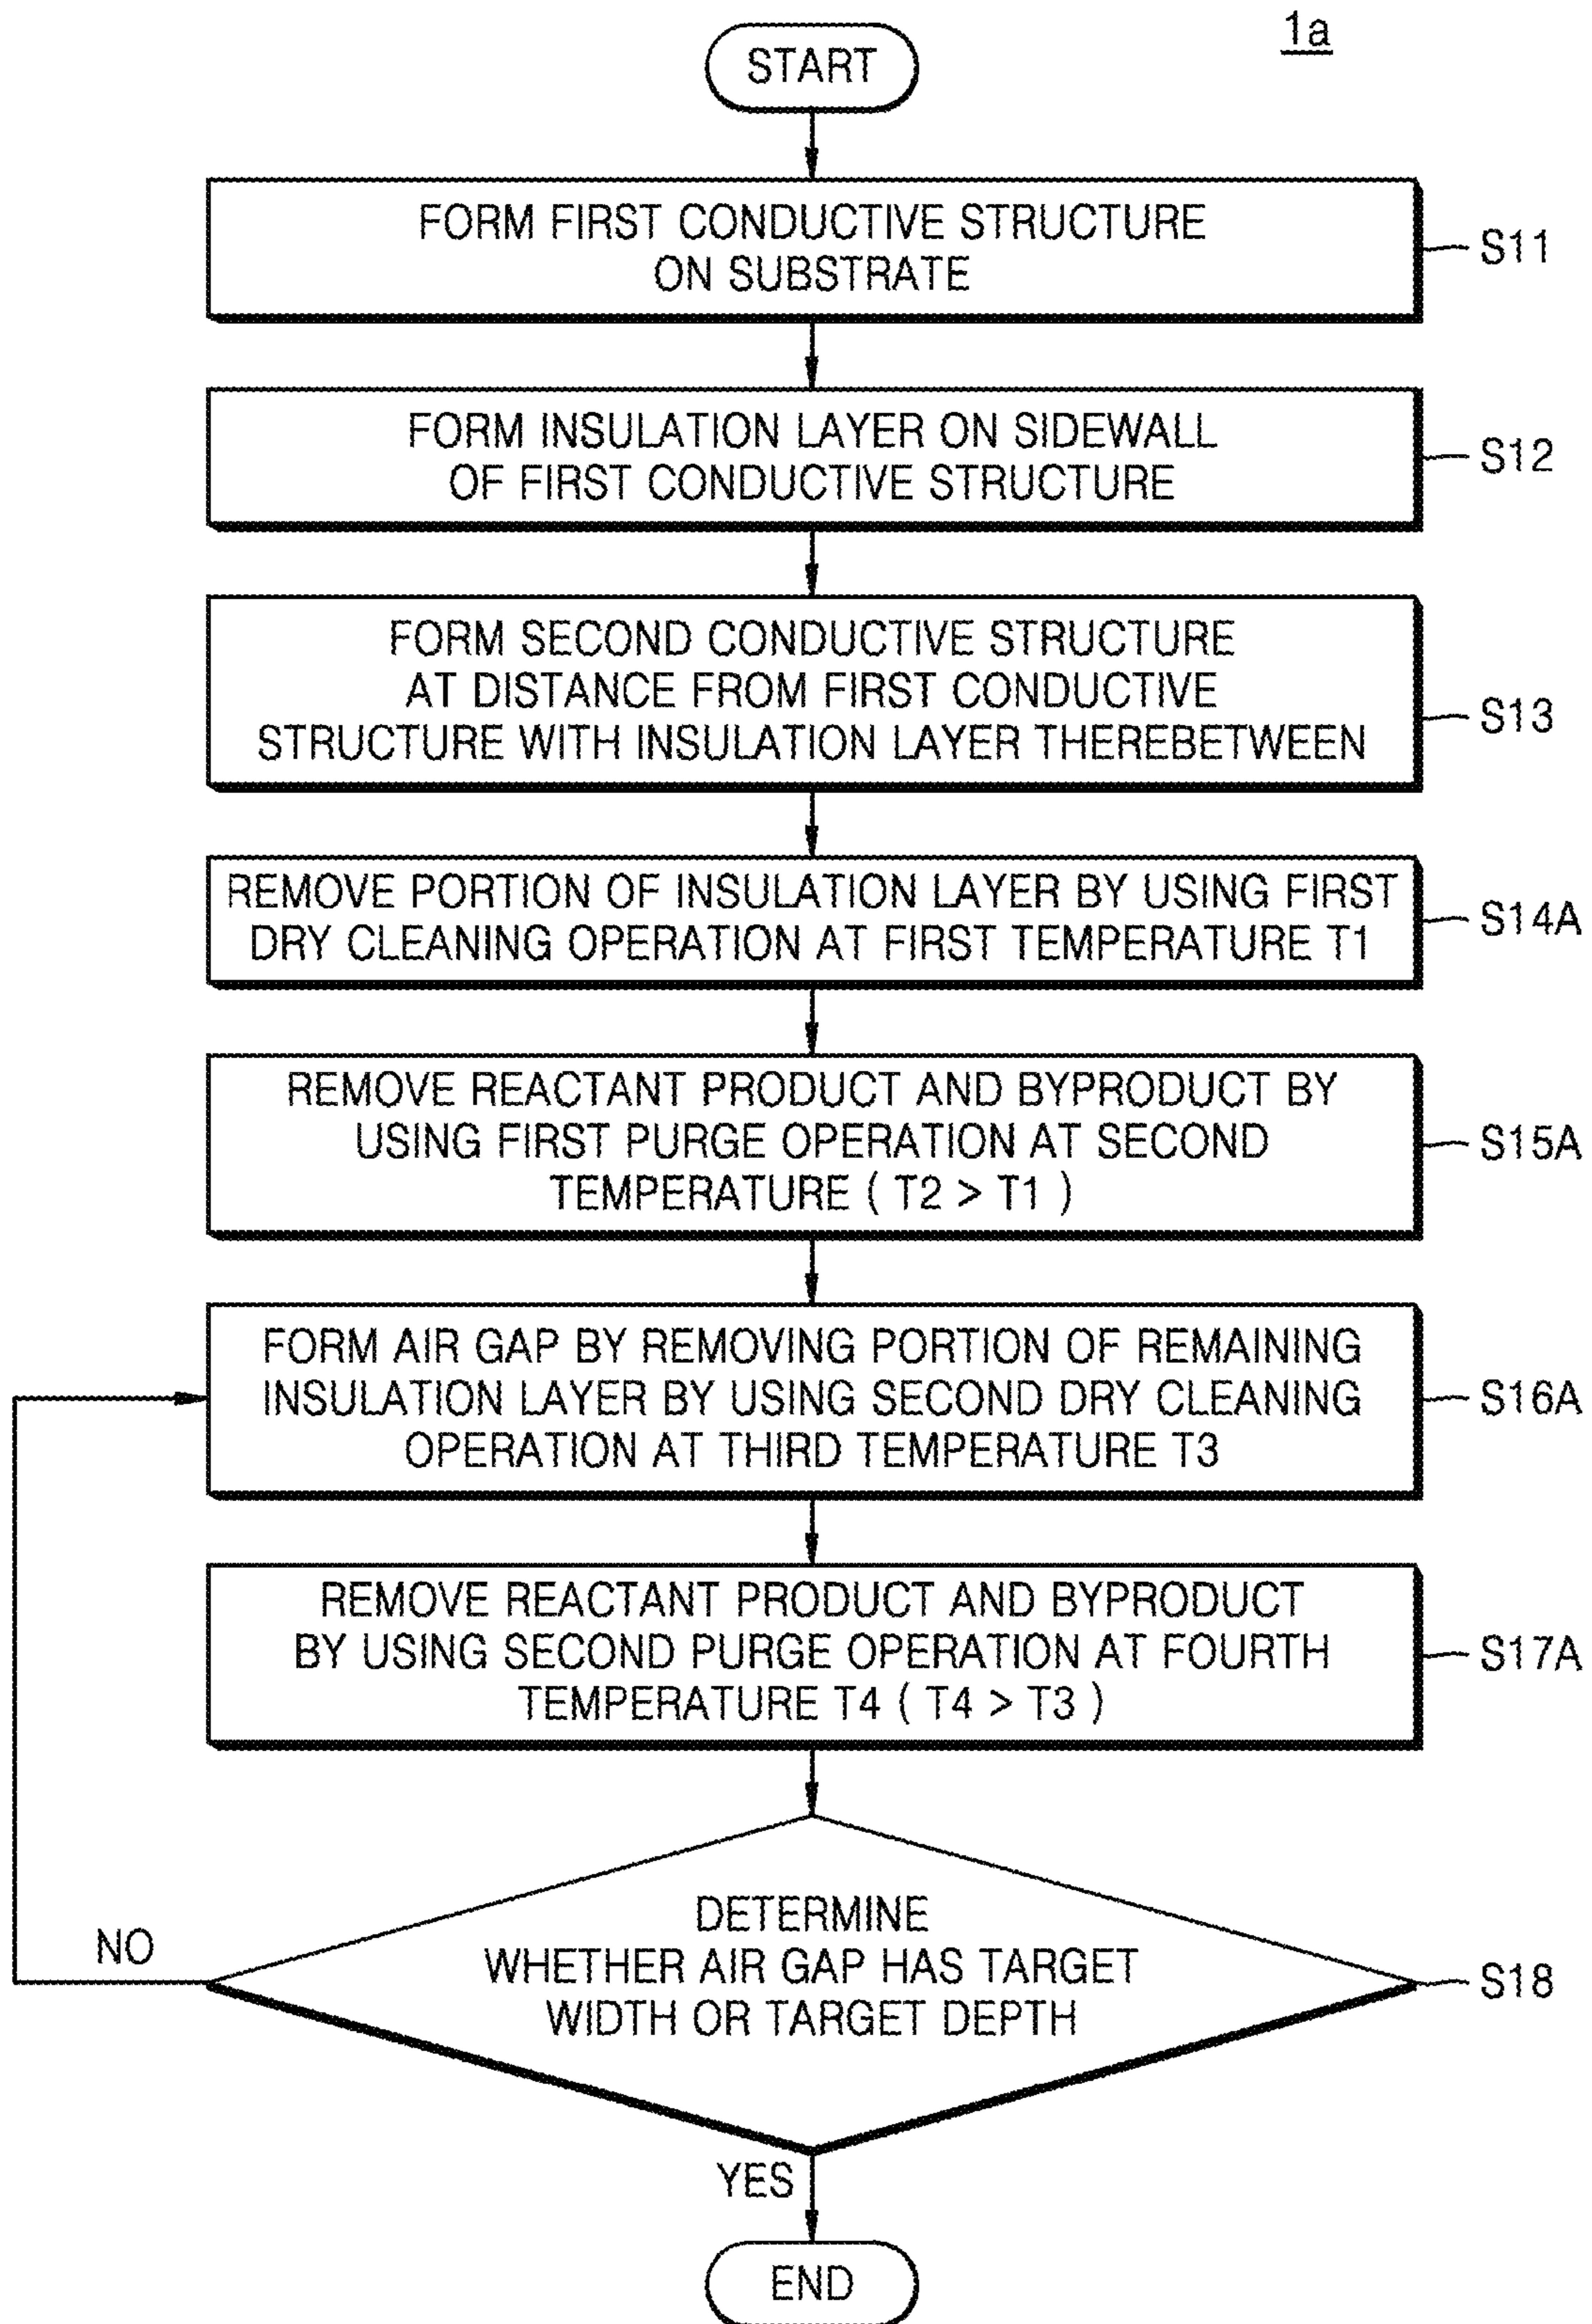 1a
START
FORM FIRST CONDUCTIVE STRUCTURE
ON SUBSTRATE
S11
FORM INSULATION LAYER ON SIDEWALL
OF FIRST CONDUCTIVE STRUCTURE
S12
FORM SECOND CONDUCTIVE STRUCTURE
AT DISTANCE FROM FIRST CONDUCTIVE
STRUCTURE WITH INSULATION LAYER THEREBETWEEN
S13
REMOVE PORTION OF INSULATION LAYER BY USING FIRST
DRY CLEANING OPERATION AT FIRST TEMPERATURE T1
S14A
REMOVE REACTANT PRODUCT AND BYPRODUCT BY
USING FIRST PURGE OPERATION AT SECOND
TEMPERATURE ( T2 > T1 )
S15A
FORM AIR GAP BY REMOVING PORTION OF REMAINING
INSULATION LAYER BY USING SECOND DRY CLEANING
OPERATION AT THIRD TEMPERATURE T3
S16A
REMOVE REACTANT PRODUCT AND BYPRODUCT
BY USING SECOND PURGE OPERATION AT FOURTH
TEMPERATURE T4 ( T4 > T3 )
S17A
NO
DETERMINE
WHETHER AIR GAP HAS TARGET
WIDTH OR TARGET DEPTH
S18
YES
END